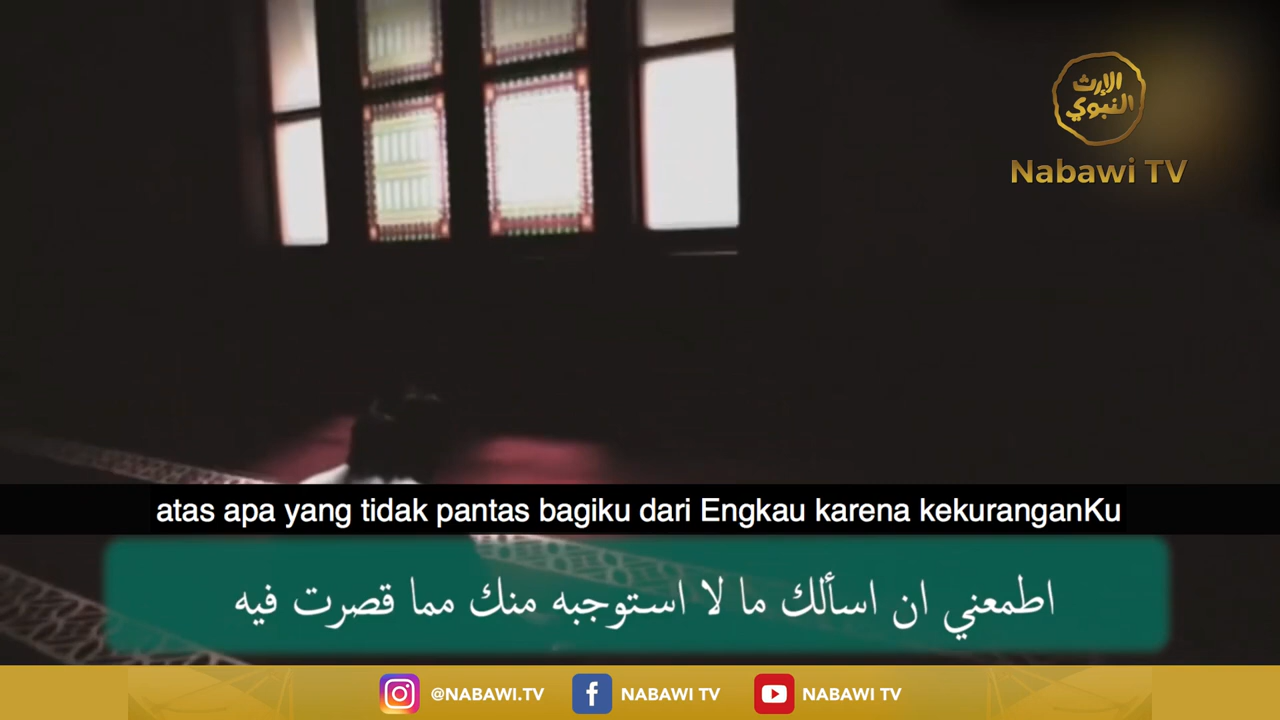 الإرث
النبوي
Nabawi TV
atas apa yang tidak pantas bagiku dari Engkau karena kekuranganKu
اطمعني ان اسألك ما لا استوجبه منك مما قصرت فيه
@NABAWI.TV NABAWI TV NABAWI TV